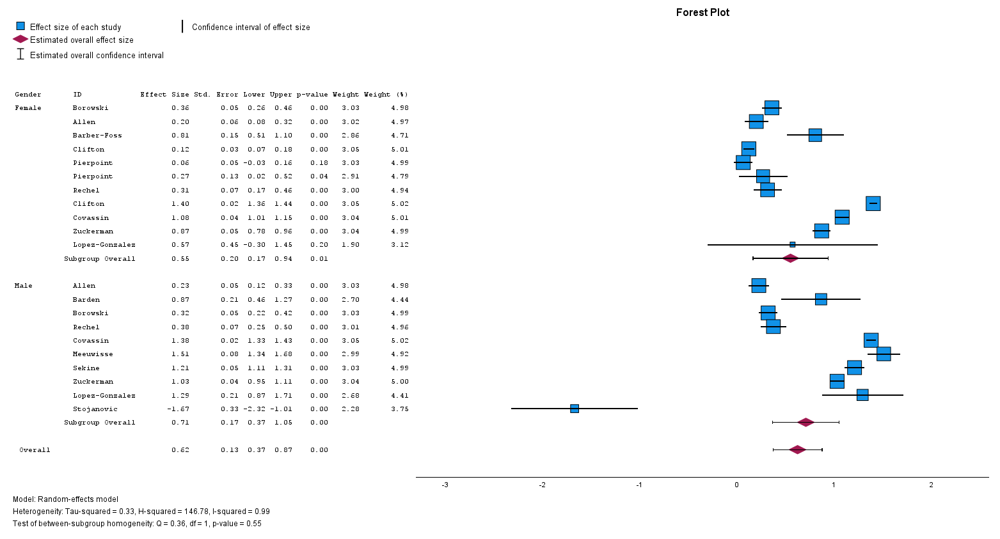 Forest Plot
Effect size of each study Confidence interval of effect size
Estimated overall effect size
Estimated overall confidence interval
Gender ID Effect Size Std. Error Lower Upper p-value Weight Weight (%)
Female Borowski 0.36 0.05 0.26 0.46 0.00 3.03 4.98
Allen 0.20 0.06 0.08 0.32 0.00 3.02 4.97
Barber-Foss 0.81 0.15 0.51 1.10 0.00 2.86 4.71
Clifton 0.12 0.03 0.07 0.18 0.00 3.05 5.01
Pierpoint 0.06 0.05 -0.03 0.16 0.18 3.03 4.99
Pierpoint 0.27 0.13 0.02 0.52 0.04 2.91 4.79
Rechel 0.31 0.07 0.17 0.46 0.00 3.00 4.94
Clifton 1.40 0.02 1.36 1.44 0.00 3.05 5.02
Covassin 1.08 0.04 1.01 1.15 0.00 3.04 5.01
Zuckerman 0.87 0.05 0.78 0.96 0.00 3.04 4.99
Lopez-Gonzalez 0.57 0.45 -0.30 1.45 0.20 1.90 3.12
Subgroup Overall 0.55 0.20 0.17 0.94 0.01
Male Allen 0.23 0.05 0.12 0.33 0.00 3.03 4.98
Barden 0.87 0.21 0.46 1.27 0.00 2.70 4.44
Borowski 0.32 0.05 0.22 0.42 0.00 3.03 4.99
Rechel 0.38 0.07 0.25 0.50 0.00 3.01 4.96
Covassin 1.38 0.02 1.33 1.43 0.00 3.05 5.02
Meeuwisse 1.51 0.08 1.34 1.68 0.00 2.99 4.92
Sekine 1.21 0.05 1.11 1.31 0.00 3.03 4.99
Zuckerman 1.03 0.04 0.95 1.11 0.00 3.04 5.00
Lopez-Gonzalez 1.29 0.21 0.87 1.71 0.00 2.68 4.41
Stojanovic -1.67 0.33 -2.32 -1.01 0.00 2.28 3.75
Subgroup Overall 0.71 0.17 0.37 1.05 0.00
Overall 0.62 0.13 0.37 0.87 0.00
-3 -2 -1 0 1 2
Model: Random-effects model
Heterogeneity: Tau-squared = 0.33, H-squared = 146.78, I-squared = 0.99
Test of between-subgroup homogeneity: Q = 0.36, df = 1, p-value = 0.55